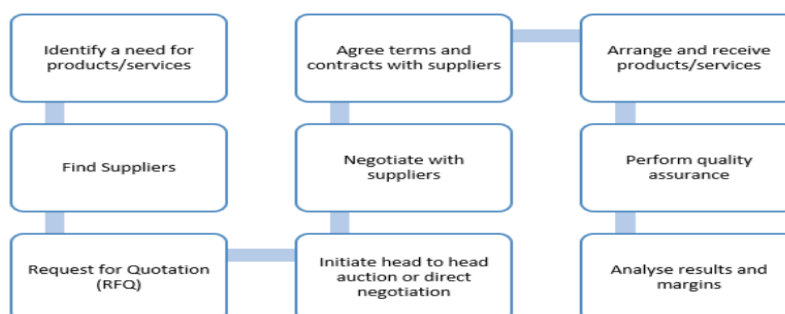 Identify a need for
products/services
Find Suppliers
Request for Quotation
(RFQ)
Initiate head to head
auction or direct
negotiation
Negotiate with
suppliers
Agree terms and
contracts with suppliers
Arrange and receive
products/services
Perform quality
assurance
Analyse results and
margins